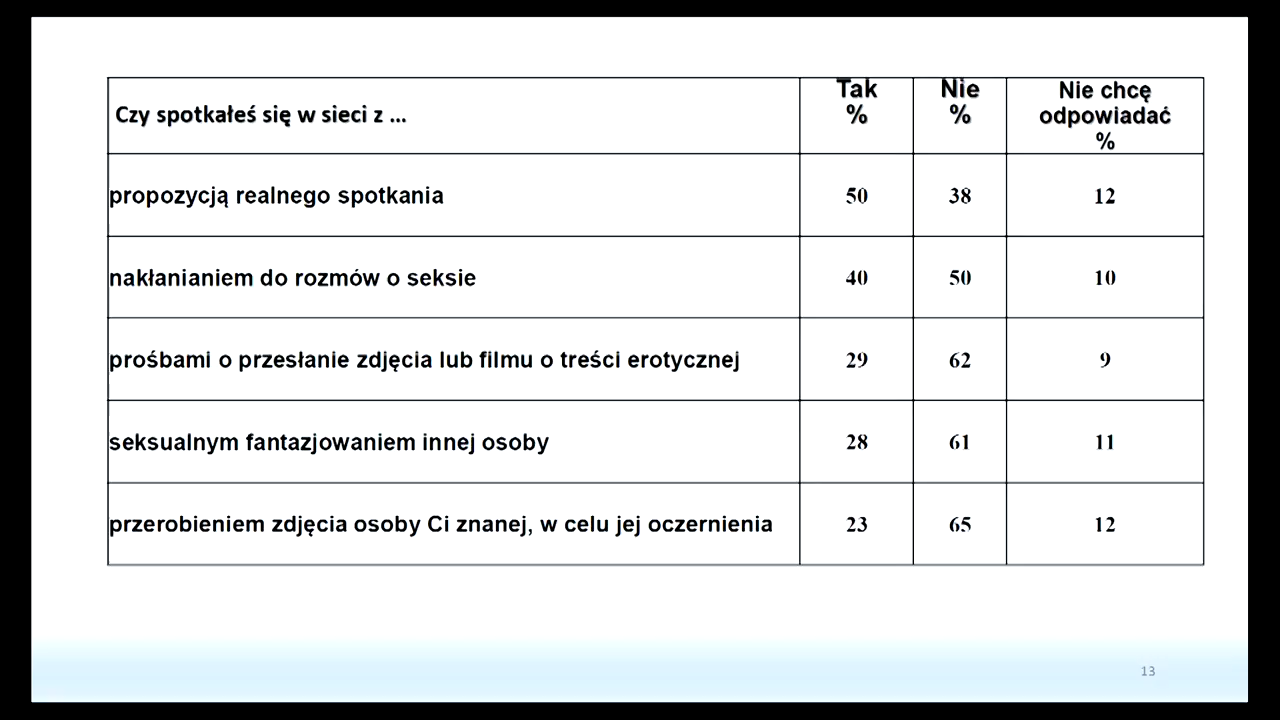 Czy spotkałeś się w sieci z ...
Tak
%
Nie
%
Nie chcę
odpowiadać
%
propozycją realnego spotkania 50 38 12
nakłanianiem do rozmów o seksie 40 50 10
prośbami o przesłanie zdjęcia lub filmu o treści erotycznej 29 62 9
seksualnym fantazjowaniem innej osoby 28 61 11
przerobieniem zdjęcia osoby Ci znanej, w celu jej oczernienia 23 65 12
13